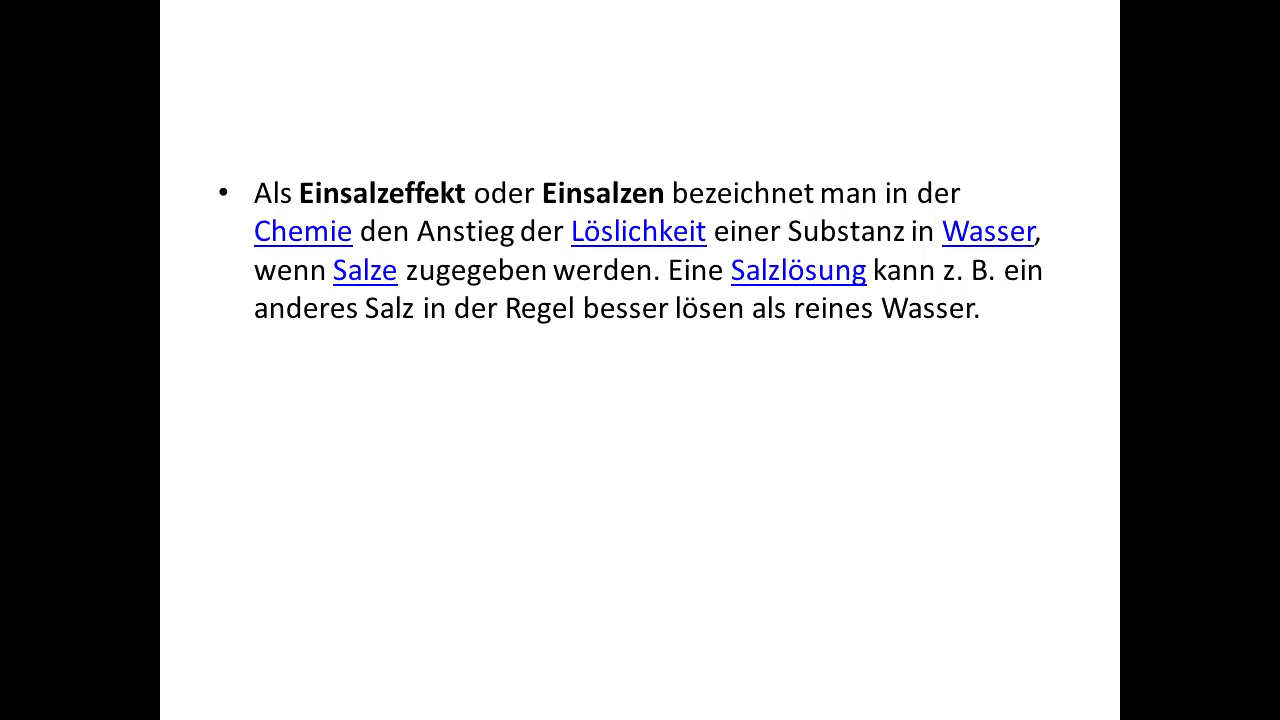 • Als Einsalzeffekt oder Einsalzen bezeichnet man in der
Chemie den Anstieg der Löslichkeit einer Substanz in Wasser,
wenn Salze zugegeben werden. Eine Salzlösung kann z. B. ein
anderes Salz in der Regel besser lösen als reines Wasser.